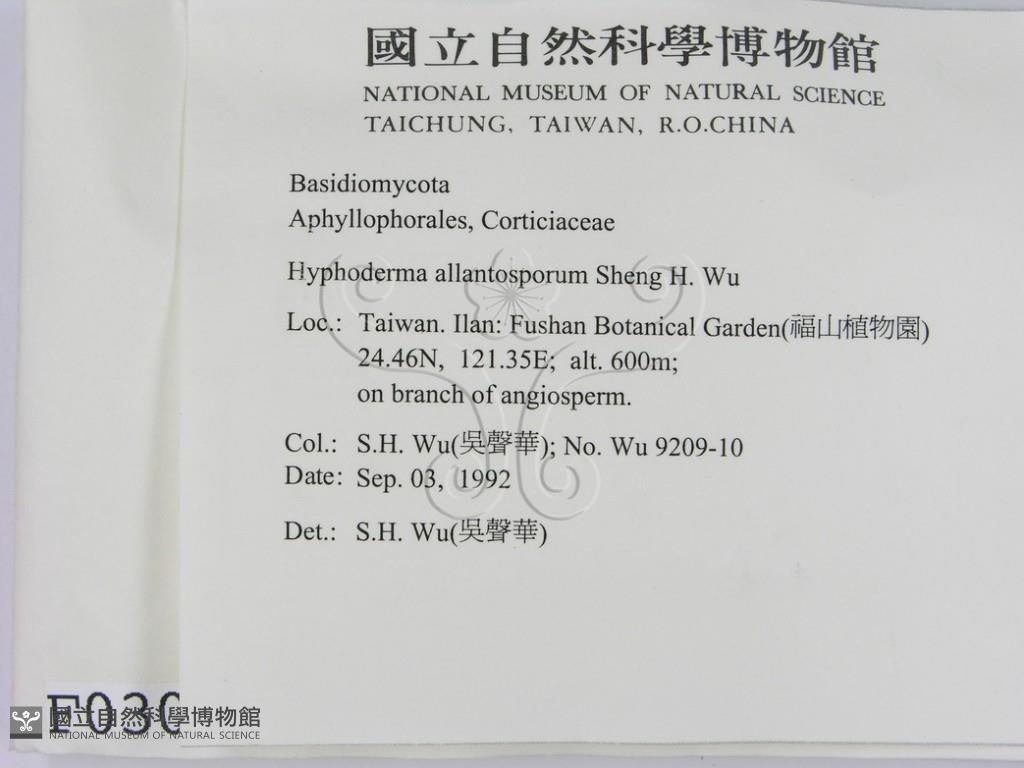 國立自然科學博物館
NATIONAL MUSEUM OF NATURAL SCIENCE
TAICHUNG, TAIWAN, R.O.CHINA
Basidiomycota
Aphyllophorales, Corticiaceae
Hyphoderma allantosporum Sheng H. Wu
Loc.: Taiwan. Ilan: Fushan Botanical Garden(福山植物園)
24.46N, 121.35E; alt. 600m;
on branch of angiosperm.
Col.: S.H. Wu(吳聲華); No. Wu 9209-10
Date: Sep. 03, 1992
Det.: S.H. Wu(吳聲華)
F03
國立自然科學博物館
NATIONAL MUSEUM OF NATURAL SCIENCE